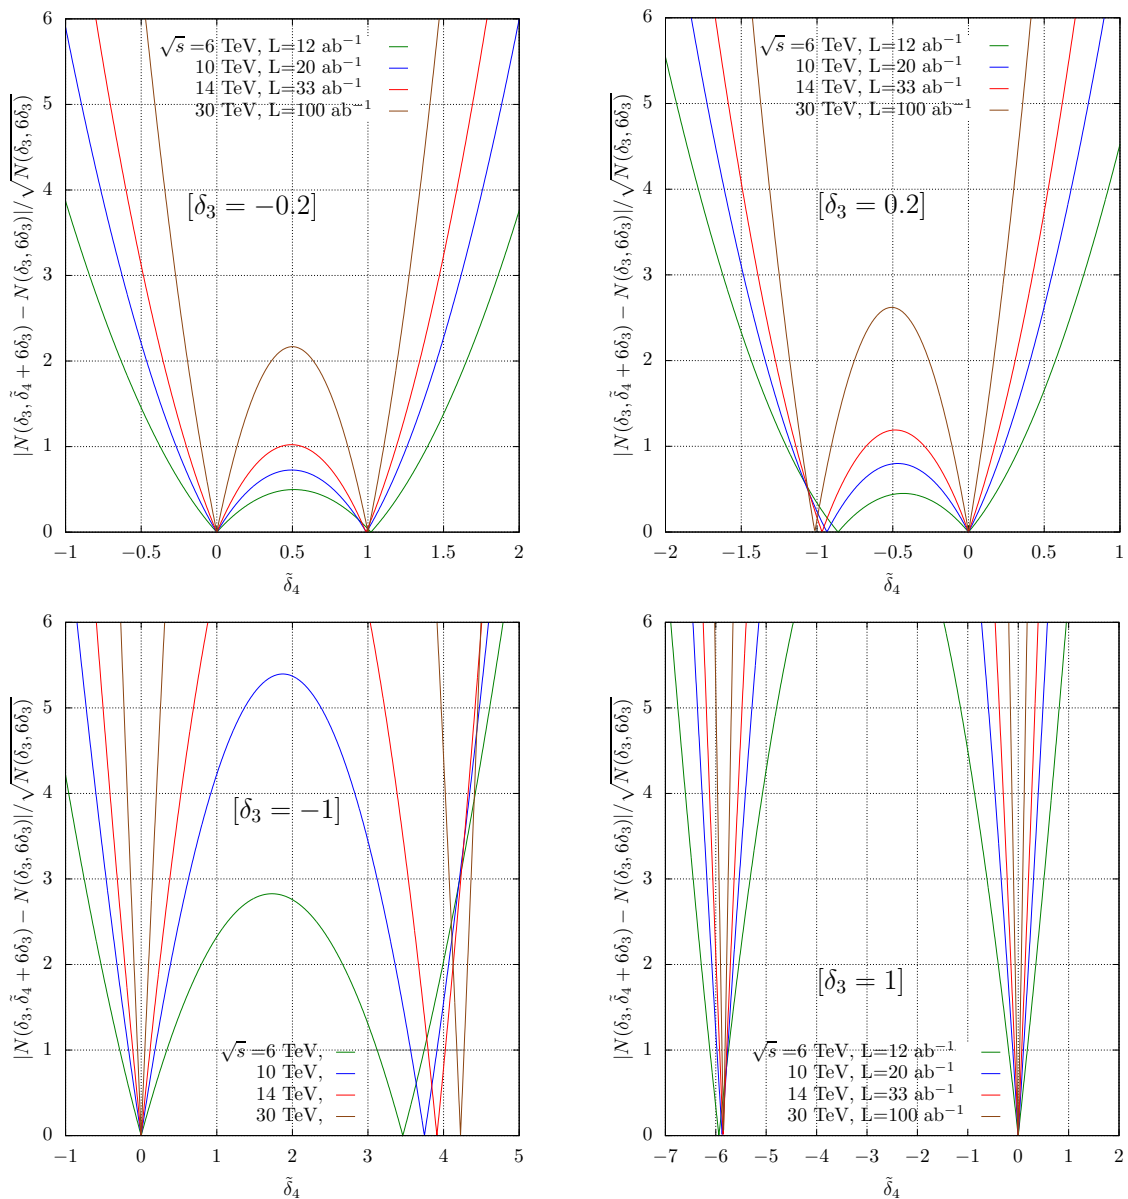 |N(δ₃, δ̃₄ + 6δ₃) − N(δ₃, 6δ₃)|/√N(δ₃, 6δ₃)
6
5
4
3
2
1
0
√s =6 TeV, L=12 ab⁻¹
10 TeV, L=20 ab⁻¹
14 TeV, L=33 ab⁻¹
30 TeV, L=100 ab⁻¹
[δ₃ = −0.2]
−1 −0.5 0 0.5 1 1.5 2
δ̃₄
|N(δ₃, δ̃₄ + 6δ₃) − N(δ₃, 6δ₃)|/√N(δ₃, 6δ₃)
6
5
4
3
2
1
0
√s =6 TeV, L=12 ab⁻¹
10 TeV, L=20 ab⁻¹
14 TeV, L=33 ab⁻¹
30 TeV, L=100 ab⁻¹
[δ₃ = 0.2]
−2 −1.5 −1 −0.5 0 0.5 1
δ̃₄
|N(δ₃, δ̃₄ + 6δ₃) − N(δ₃, 6δ₃)|/√N(δ₃, 6δ₃)
6
5
4
3
2
1
0
[δ₃ = −1]
√s =6 TeV,
10 TeV,
14 TeV,
30 TeV,
−1 0 1 2 3 4 5
δ̃₄
|N(δ₃, δ̃₄ + 6δ₃) − N(δ₃, 6δ₃)|/√N(δ₃, 6δ₃)
6
5
4
3
2
1
0
[δ₃ = 1]
√s =6 TeV, L=12 ab⁻¹
10 TeV, L=20 ab⁻¹
14 TeV, L=33 ab⁻¹
30 TeV, L=100 ab⁻¹
−7 −6 −5 −4 −3 −2 −1 0 1 2
δ̃₄